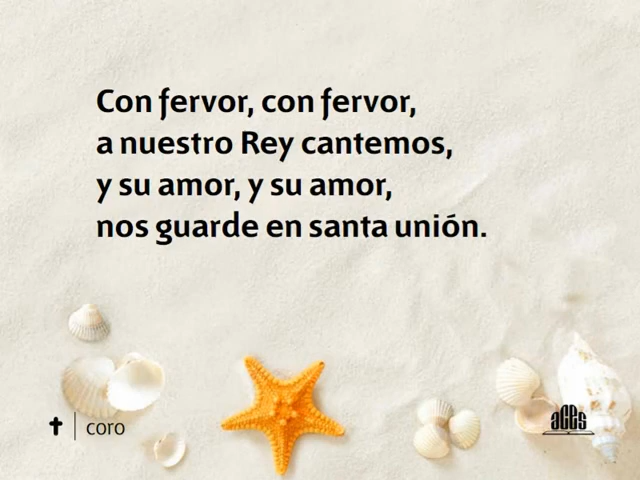 Con fervor, con fervor,
a nuestro Rey cantemos,
y su amor, y su amor,
nos guarde en santa unión.
coro
aces